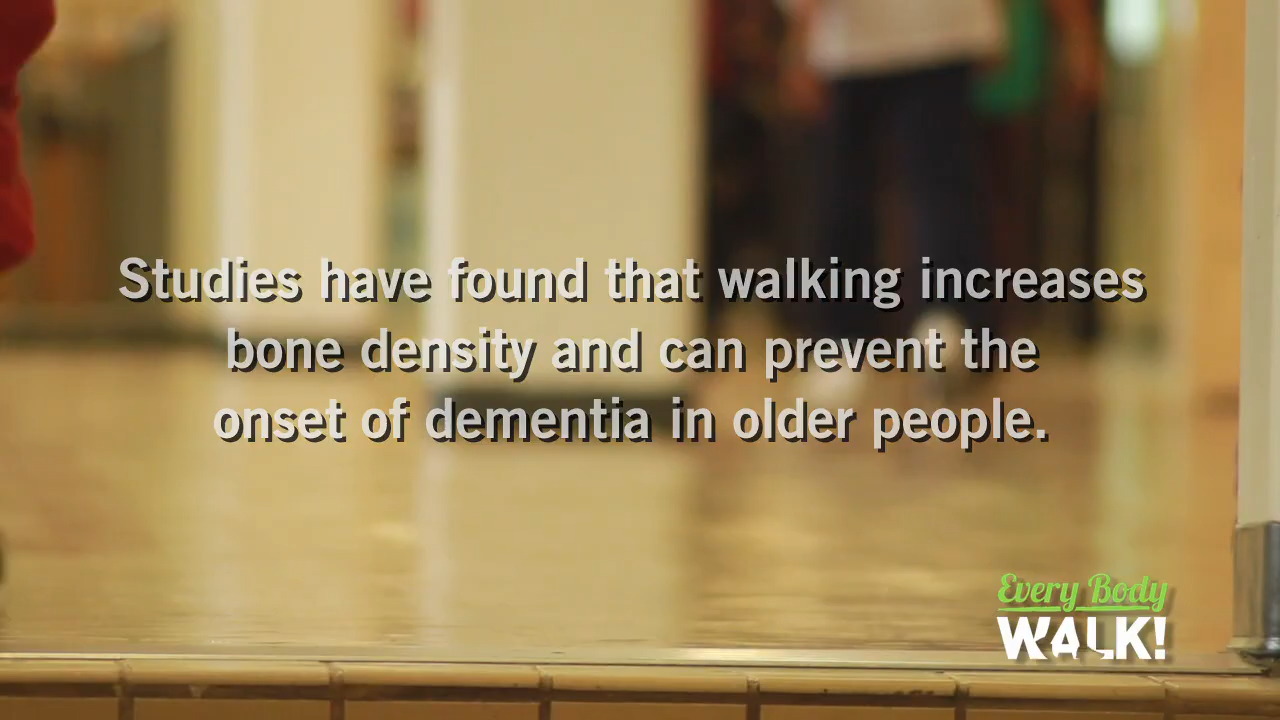 Studies have found that walking increases
bone density and can prevent the
onset of dementia in older people.
Every Body
WALK!